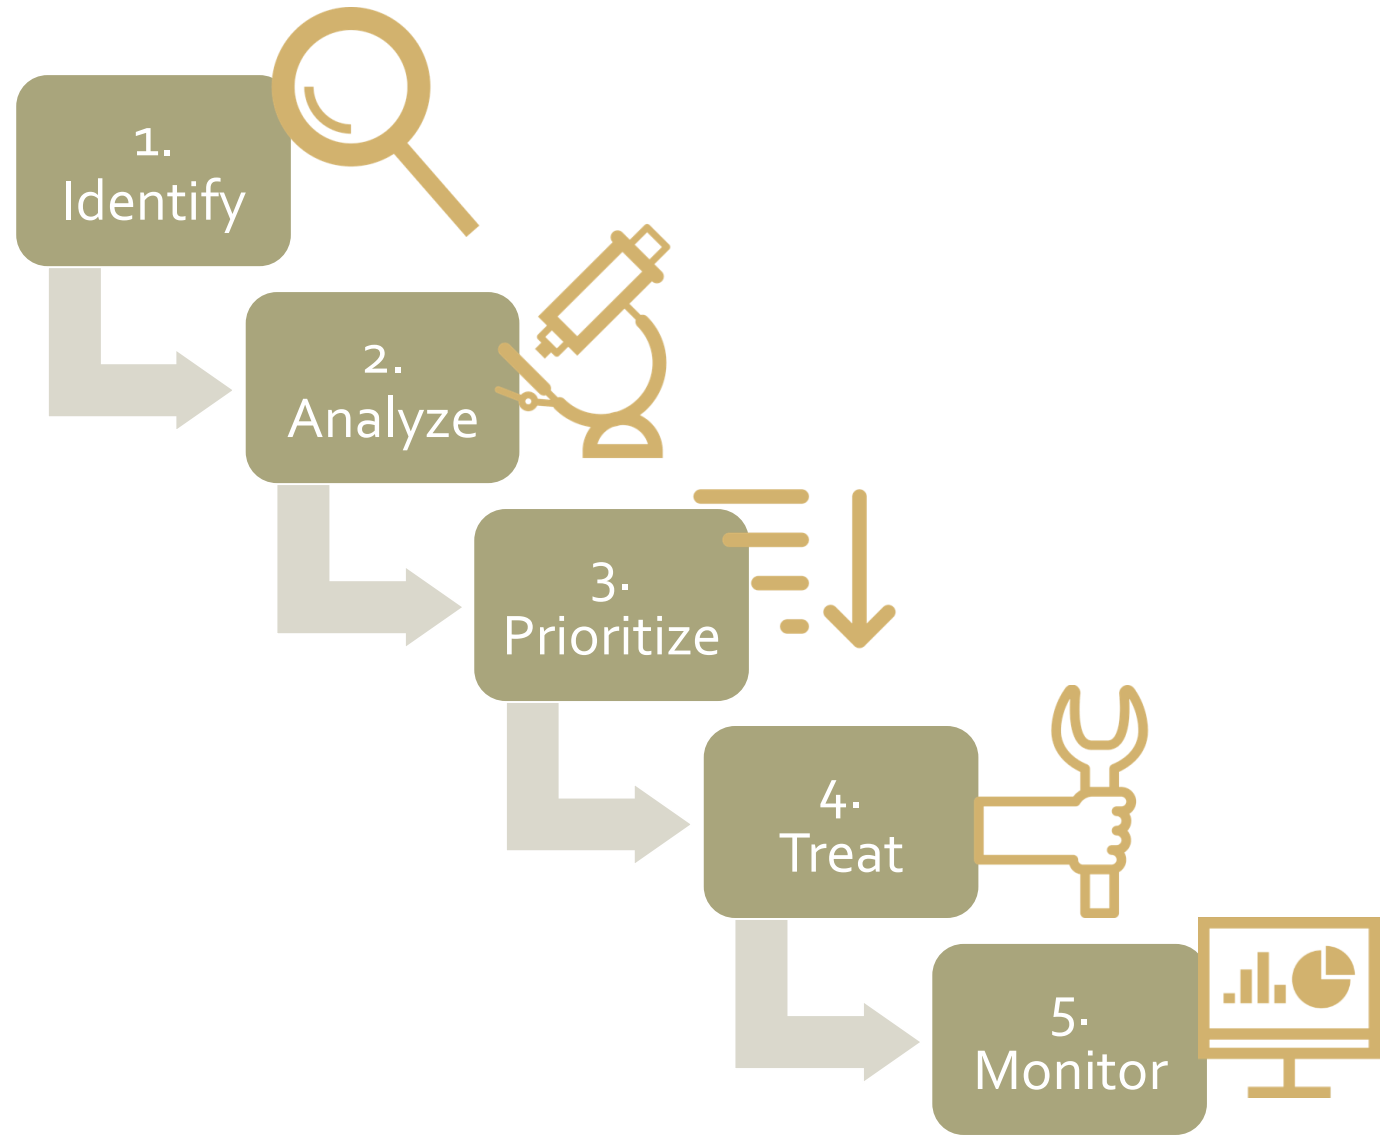 1.
Identify
2.
Analyze
3.
Prioritize
4.
Treat
5.
Monitor